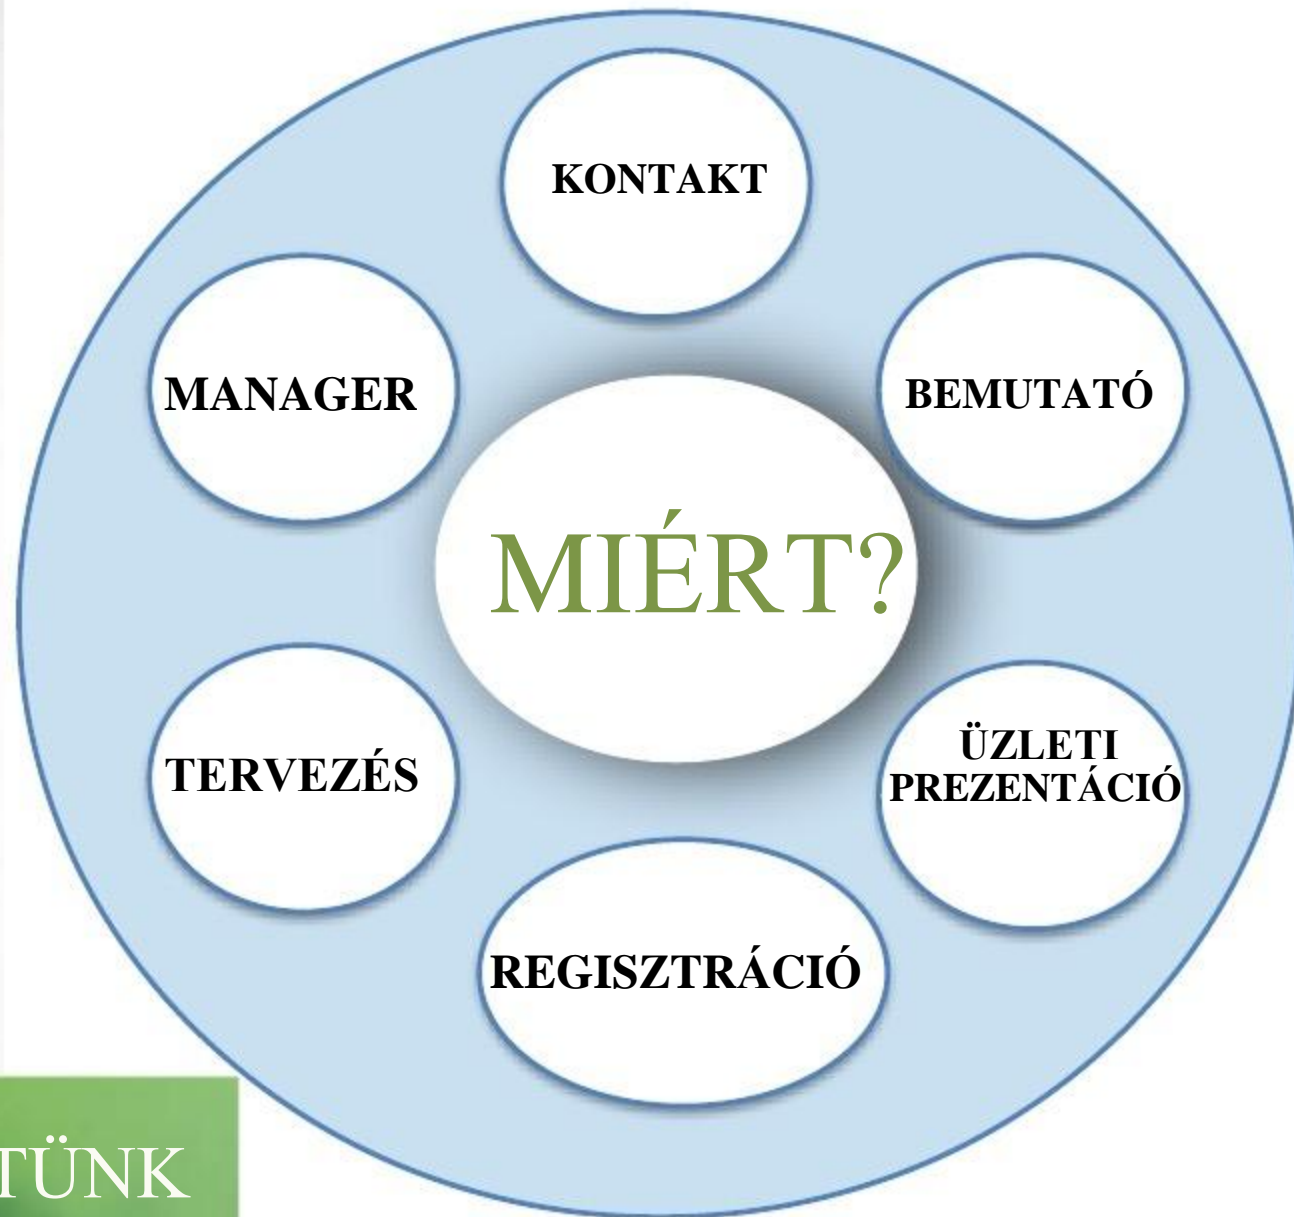 KONTAKT
MANAGER
BEMUTATÓ
MIÉRT?
TERVEZÉS
ÜZLETI
PREZENTÁCIÓ
REGISZTRÁCIÓ
TÜNK